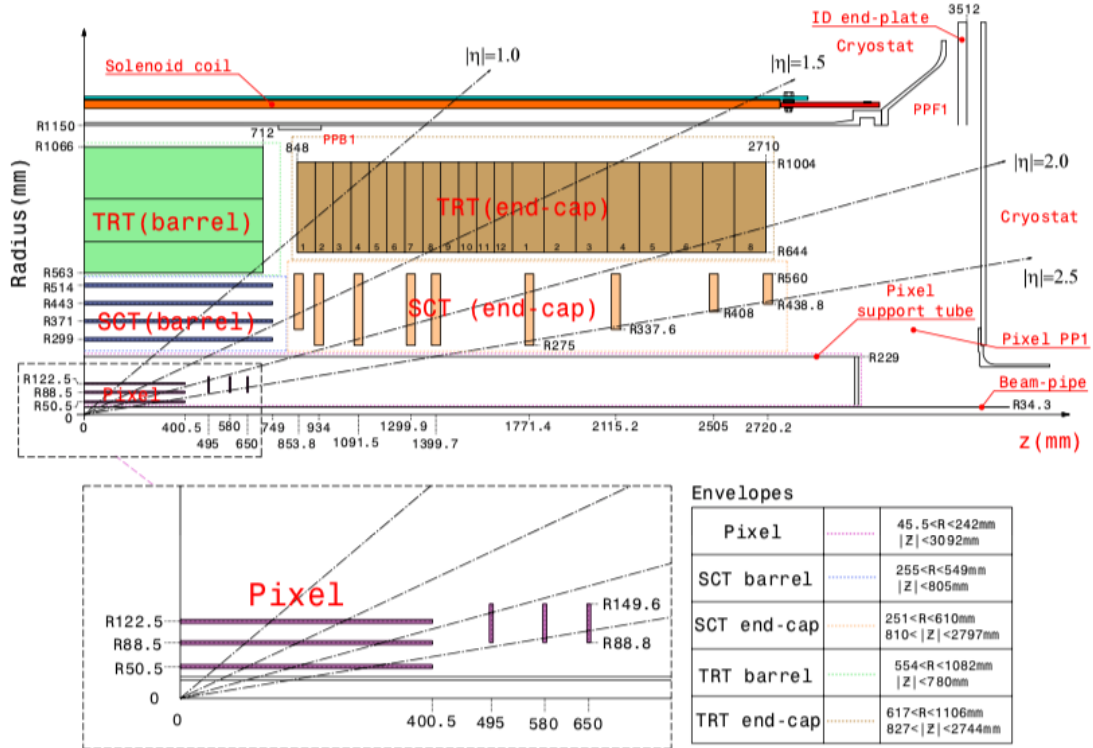 3512
ID end-plate
Cryostat
|η|=1.0
Solenoid coil
|η|=1.5
PPF1
R1150
712
PPB1
R1066
848
2710
R1004
|η|=2.0
TRT(barrel)
TRT(end-cap)
Cryostat
Radius(mm)
1 2 3 4 5 6 7 8 9 10 11 12 1 2 3 4 5 6 7 8
R644
R563
R560
|η|=2.5
R514
R443
SCT (end-cap)
R438.8
R408
Pixel
support tube
R371
SCT(barrel)
R337.6
Pixel PP1
R299
R275
R229
R122.5
Pixel
R88.5
Beam-pipe
R50.5
R34.3
0
0
400.5 580 749 934 1299.9 1771.4 2115.2 2505 2720.2
495 650 853.8 1091.5 1399.7
z(mm)
Envelopes
Pixel
45.5<R<242mm
|Z|<3092mm
SCT barrel
255<R<549mm
|Z|<805mm
SCT end-cap
251<R<610mm
810<|Z|<2797mm
TRT barrel
554<R<1082mm
|Z|<780mm
TRT end-cap
617<R<1106mm
827<|Z|<2744mm
Pixel
R149.6
R122.5
R88.5
R88.8
R50.5
0
0
400.5 495 580 650